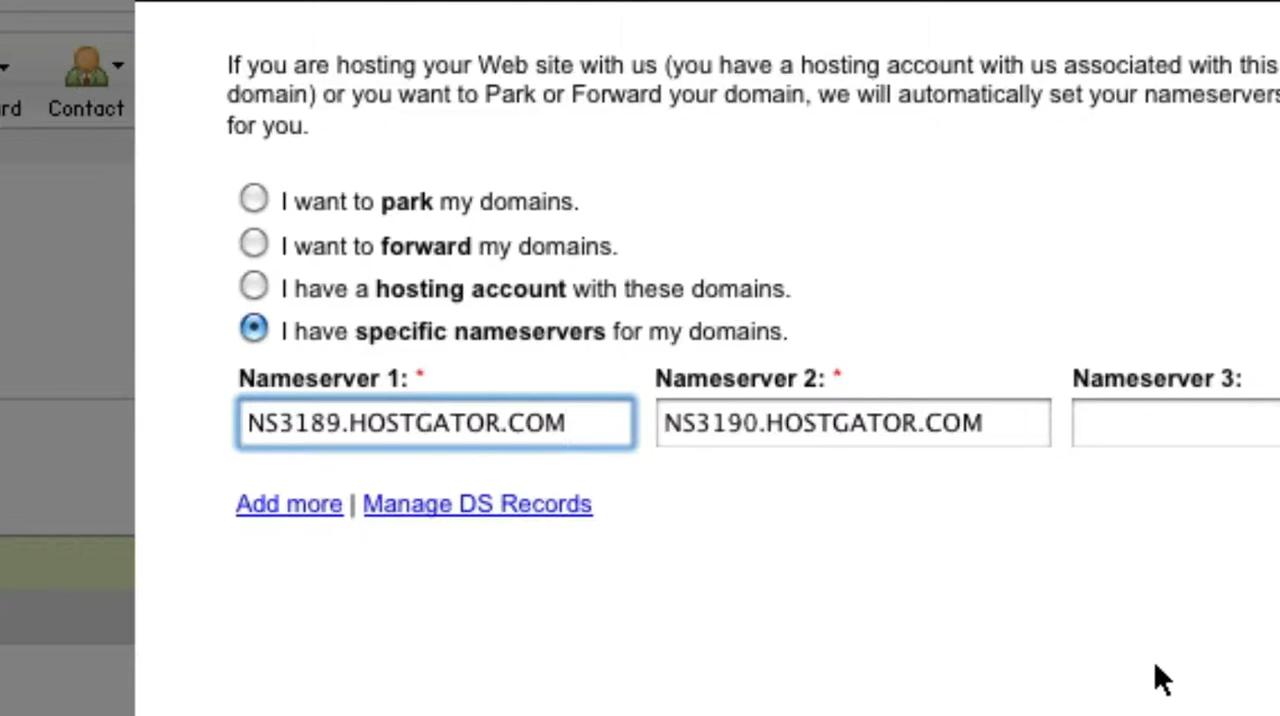 If you are hosting your Web site with us (you have a hosting account with us associated with this
domain) or you want to Park or Forward your domain, we will automatically set your nameservers
for you.
rd Contact
I want to park my domains.
I want to forward my domains.
I have a hosting account with these domains.
I have specific nameservers for my domains.
Nameserver 1: * Nameserver 2: * Nameserver 3:
NS3189.HOSTGATOR.COM NS3190.HOSTGATOR.COM
Add more | Manage DS Records